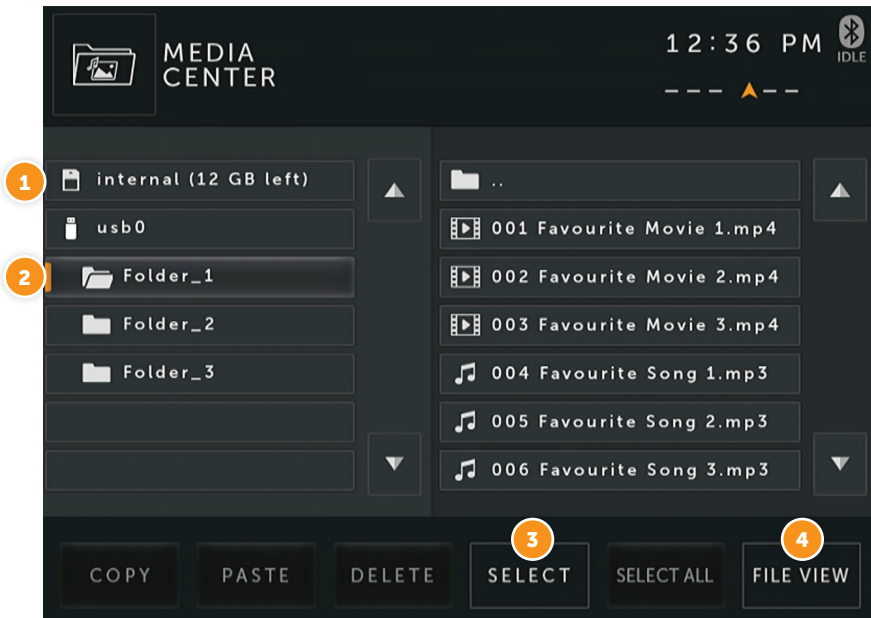 MEDIA
CENTER
12:36 PM
IDLE
1
internal (12 GB left)
usb0
2
Folder_1
Folder_2
Folder_3
..
001 Favourite Movie 1.mp4
002 Favourite Movie 2.mp4
003 Favourite Movie 3.mp4
004 Favourite Song 1.mp3
005 Favourite Song 2.mp3
006 Favourite Song 3.mp3
3
4
COPY
PASTE
DELETE
SELECT
SELECT ALL
FILE VIEW